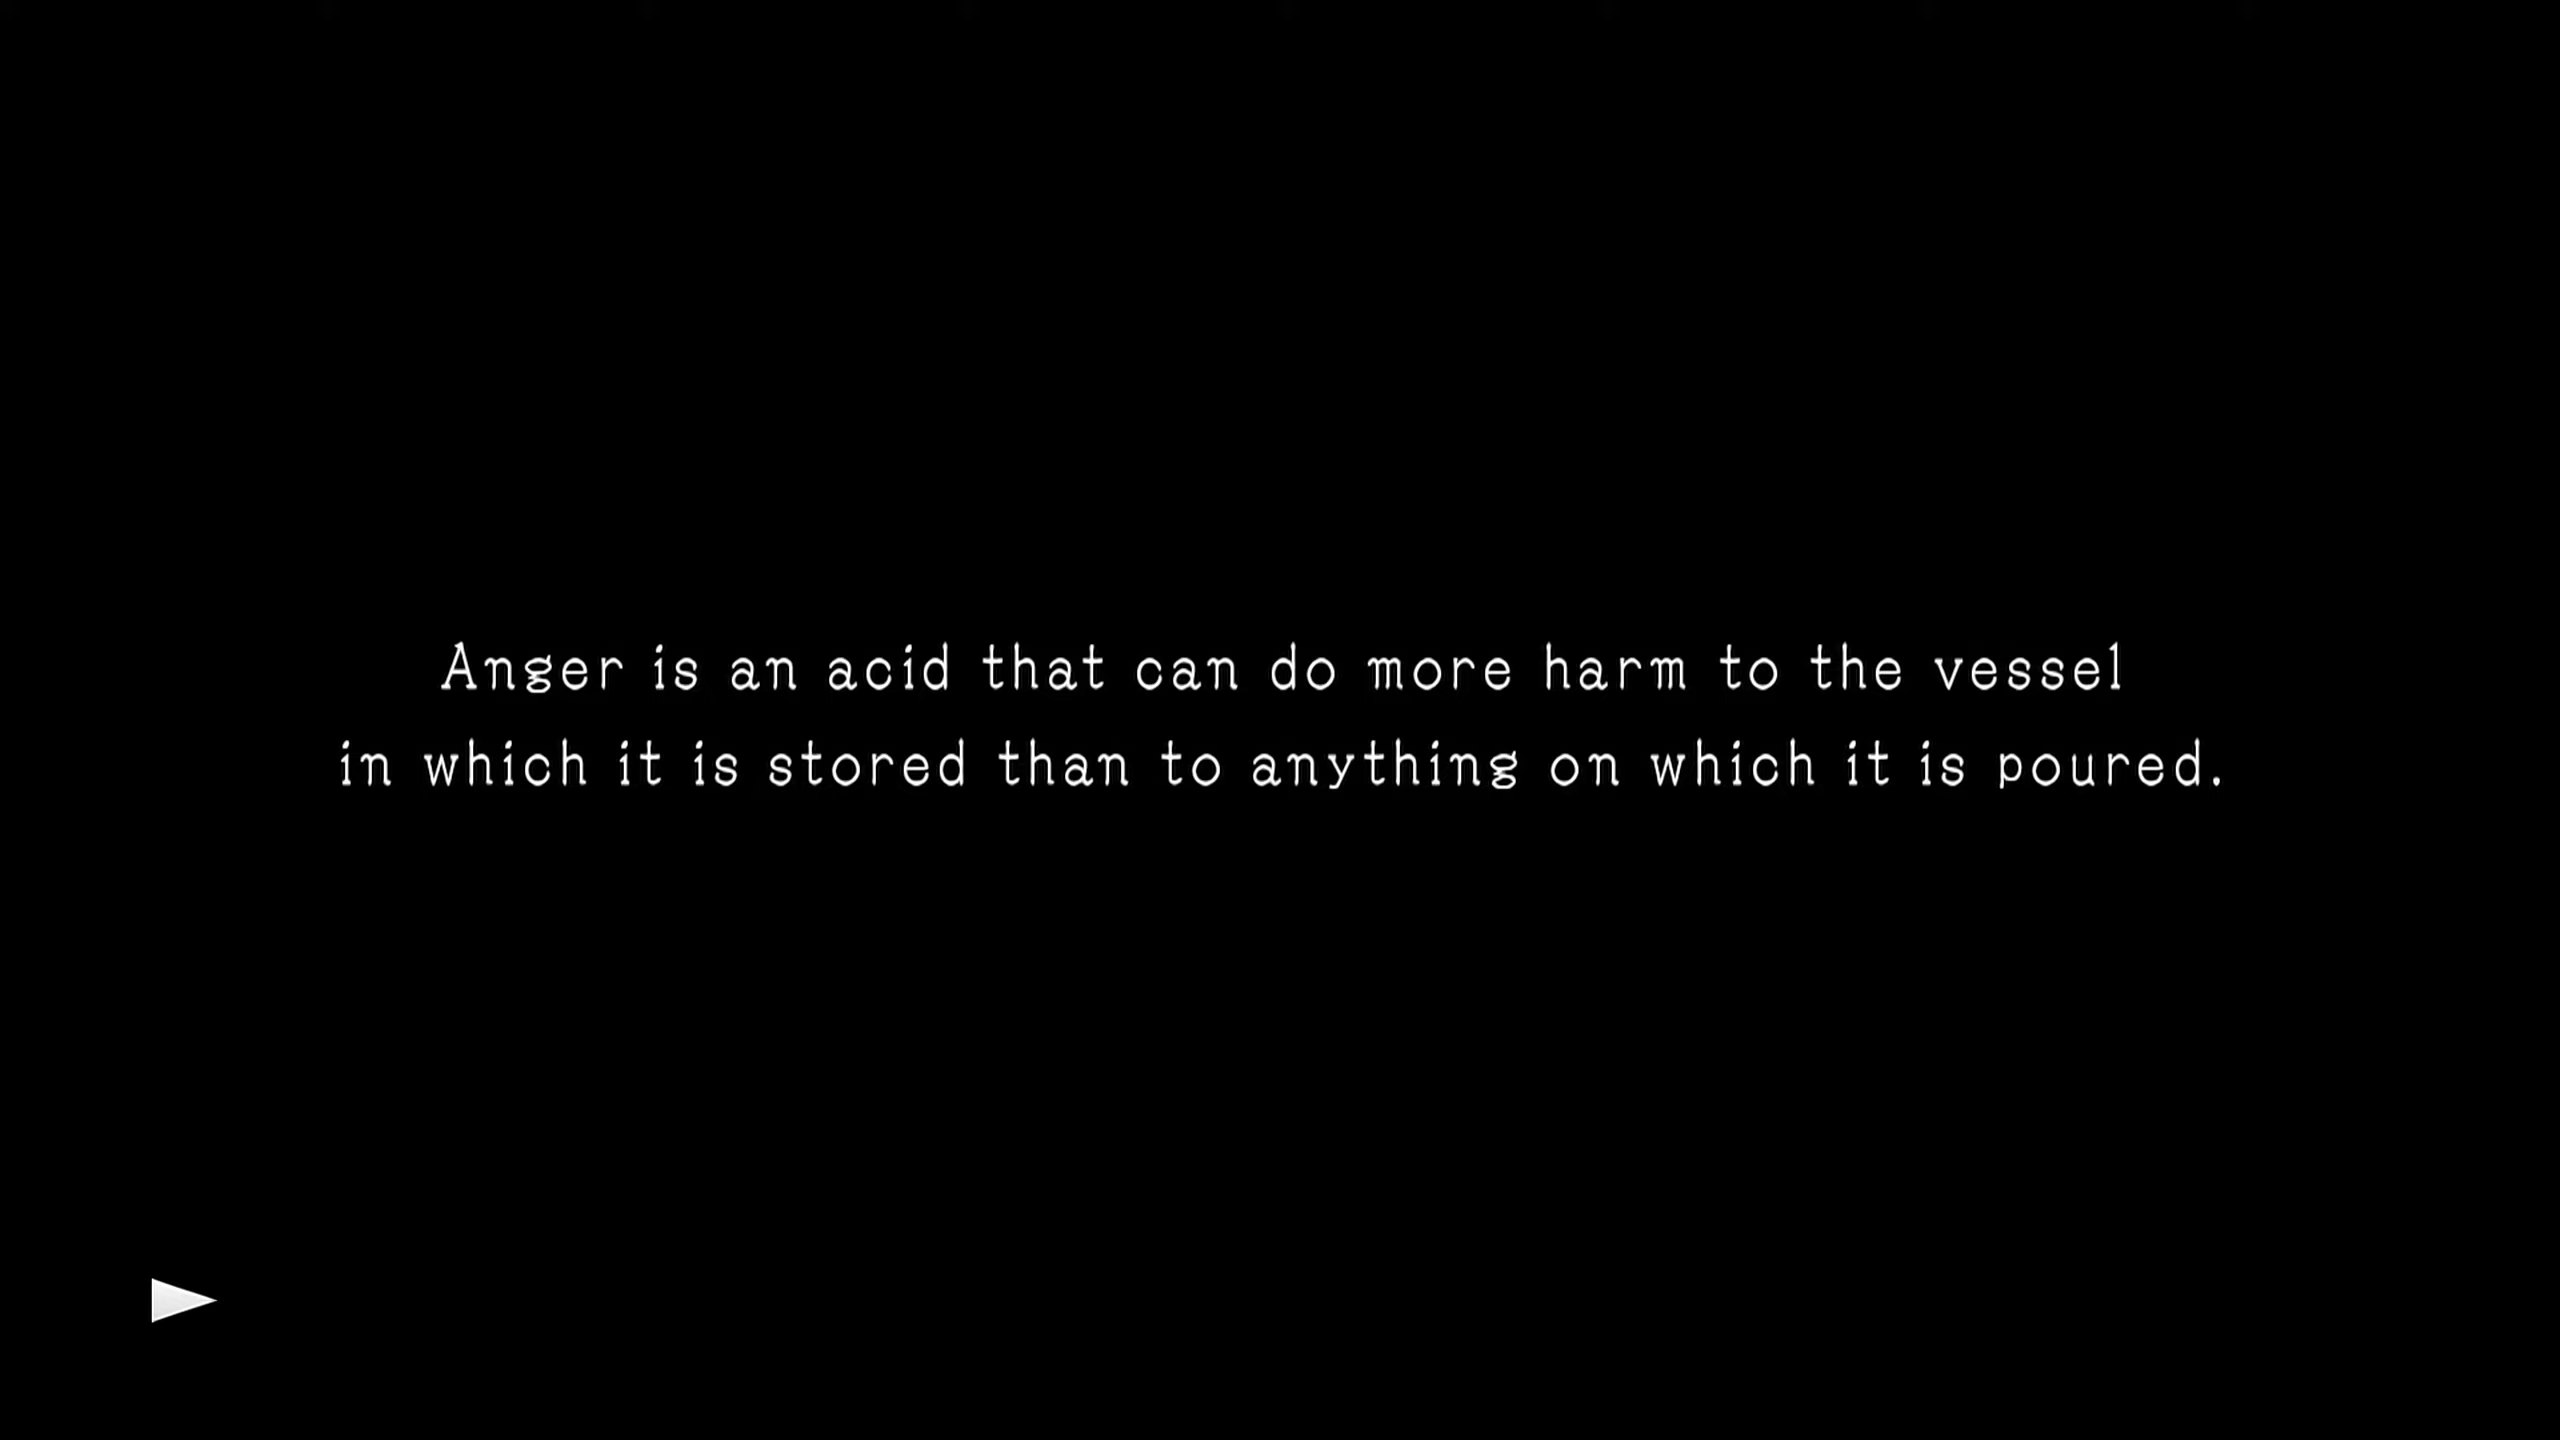 Anger is an acid that can do more harm to the vessel
in which it is stored than to anything on which it is poured.